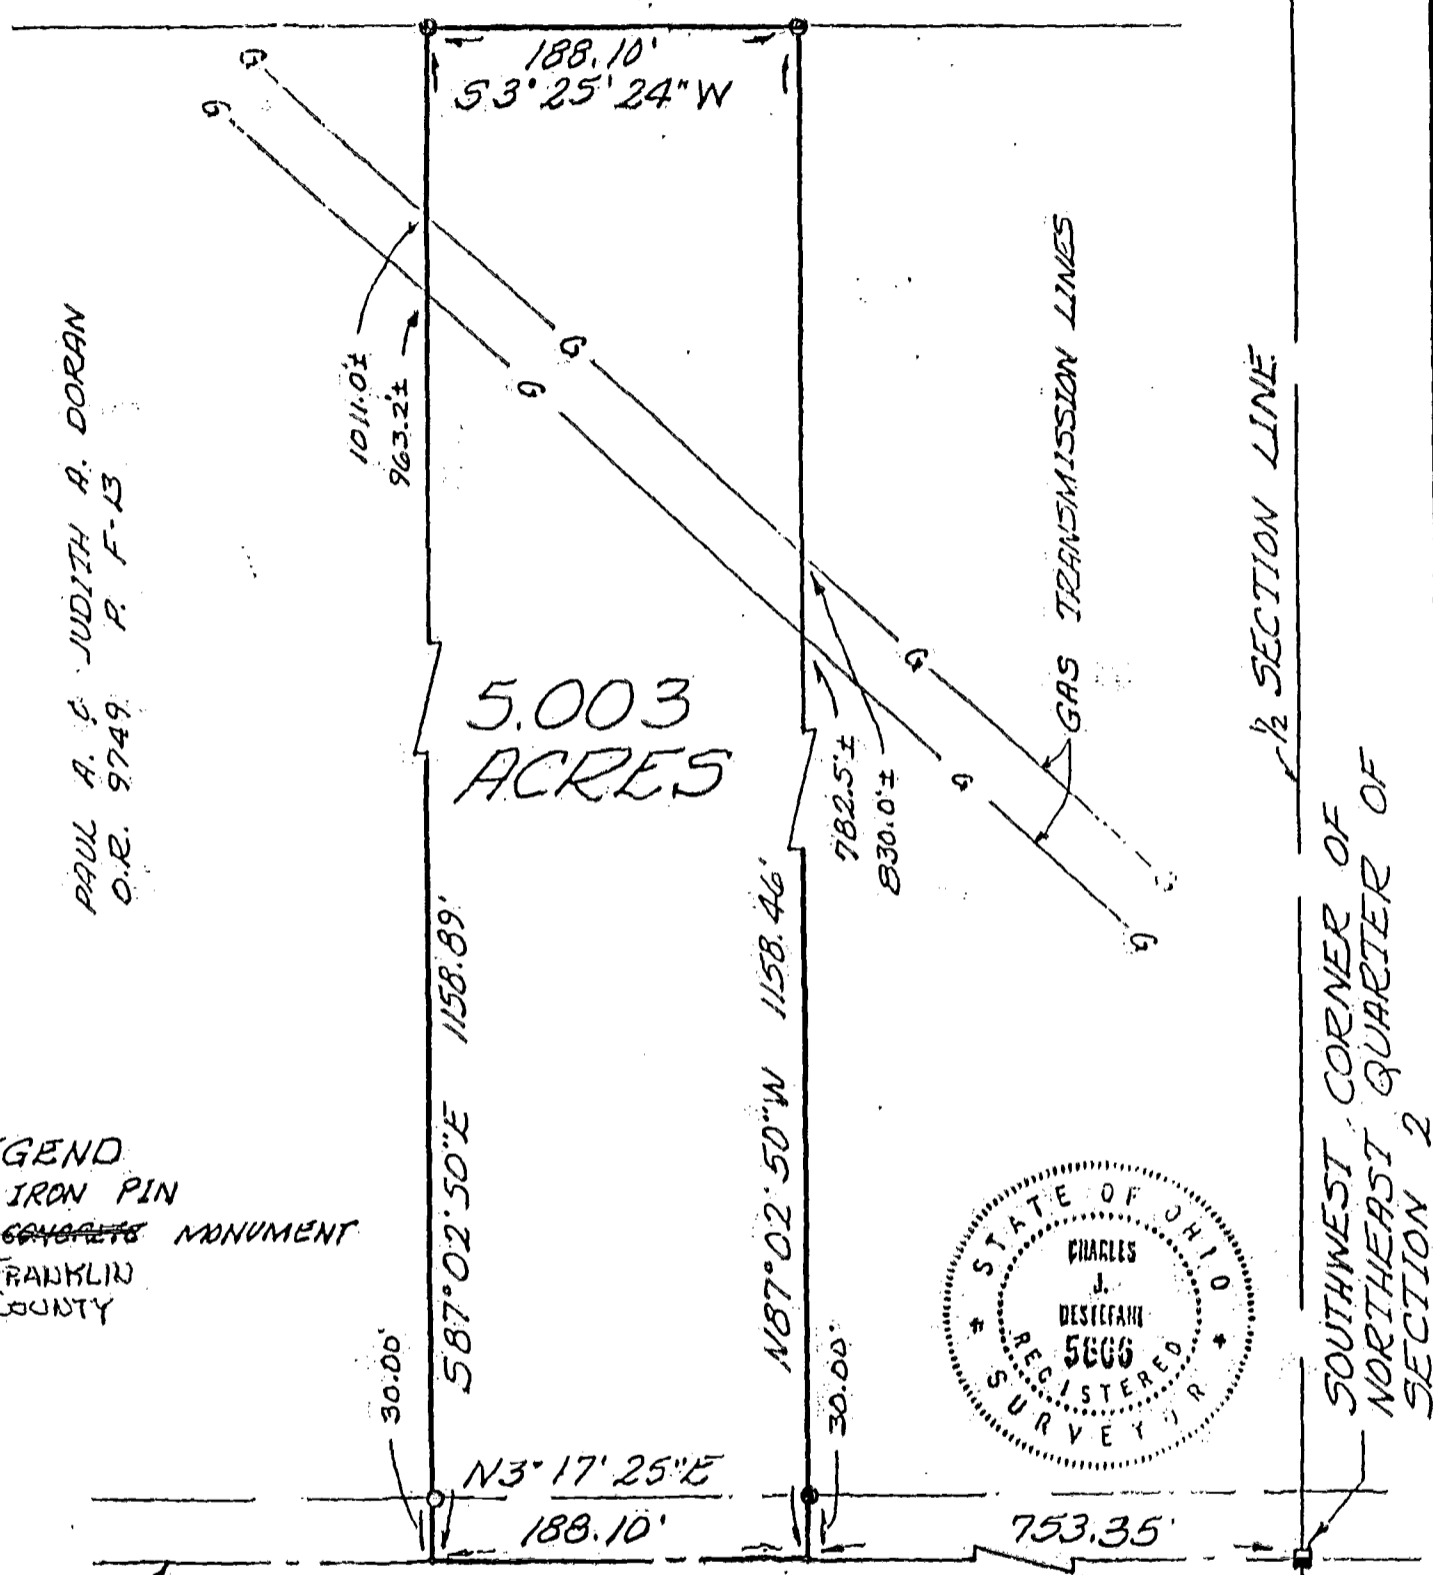 188.10'
S3°25'24"W
G
G
1011.0'±
963.2'±
G
G
PAUL A. & JUDITH A. DORAN
O.R. 9749 P. F-13
GAS TRANSMISSION LINES
½ SECTION LINE
G
G
G
G
5.003
ACRES
782.5'±
830.0'±
S87°02'50"E 1158.89'
N87°02'50"W 1158.46'
SOUTHWEST CORNER OF
NORTHEAST QUARTER OF
SECTION 2
GEND
IRON PIN
CONCRETE MONUMENT
RANKLIN
COUNTY
STATE OF OHIO
CHARLES
J.
REGISTERED
SURVEYOR
30.00'
30.00'
N3°17'25"E
188.10'
753.35'